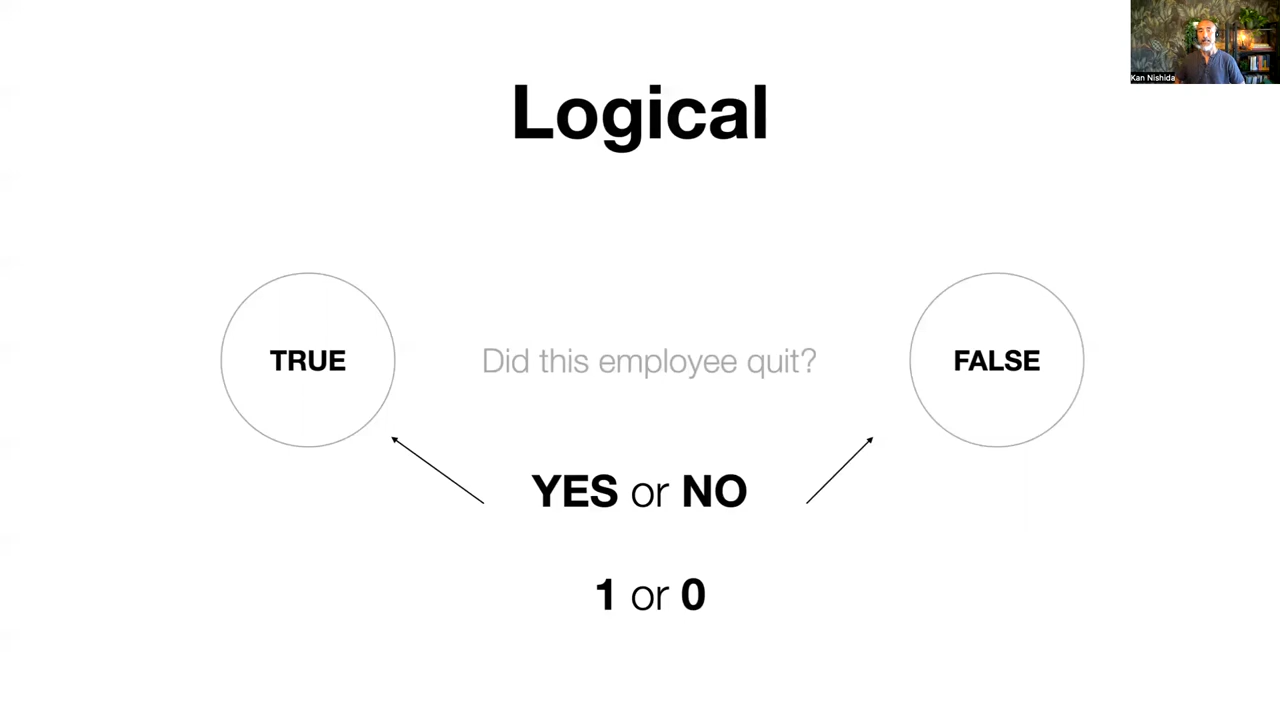 Kan Nishida
Logical
TRUE
Did this employee quit?
FALSE
YES or NO
1 or 0